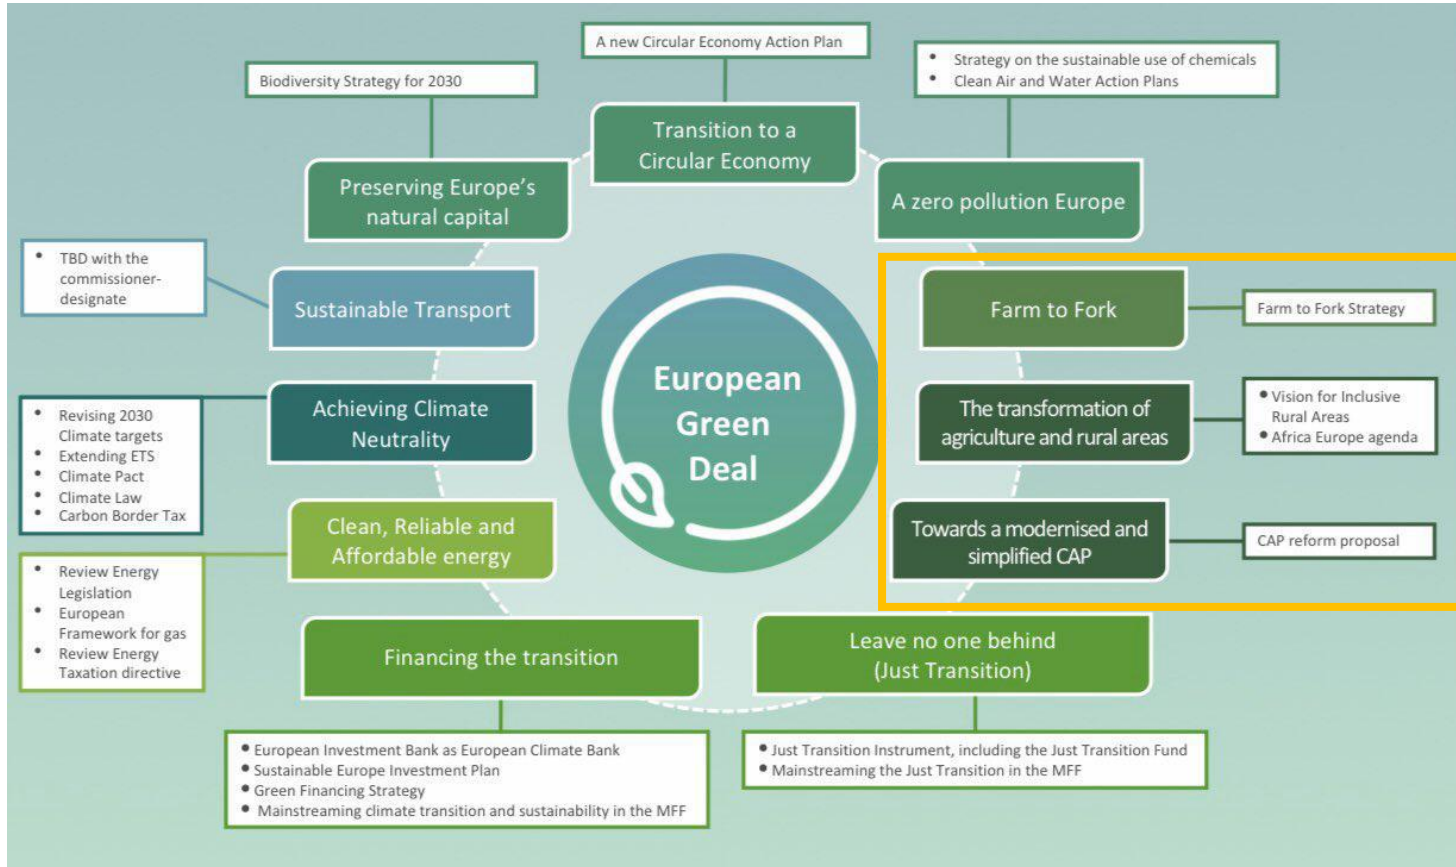 A new Circular Economy Action Plan
Biodiversity Strategy for 2030
• Strategy on the sustainable use of chemicals
• Clean Air and Water Action Plans
Transition to a
Circular Economy
Preserving Europe's
natural capital
A zero pollution Europe
• TBD with the
commissioner-
designate
Sustainable Transport
Farm to Fork
Farm to Fork Strategy
European
Green
Deal
• Revising 2030
Climate targets
• Extending ETS
• Climate Pact
• Climate Law
• Carbon Border Tax
Achieving Climate
Neutrality
The transformation of
agriculture and rural areas
• Vision for Inclusive
Rural Areas
• Africa Europe agenda
Clean, Reliable and
Affordable energy
Towards a modernised and
simplified CAP
CAP reform proposal
• Review Energy
Legislation
• European
Framework for gas
• Review Energy
Taxation directive
Financing the transition
Leave no one behind
(Just Transition)
• European Investment Bank as European Climate Bank
• Sustainable Europe Investment Plan
• Green Financing Strategy
• Mainstreaming climate transition and sustainability in the MFF
• Just Transition Instrument, including the Just Transition Fund
• Mainstreaming the Just Transition in the MFF